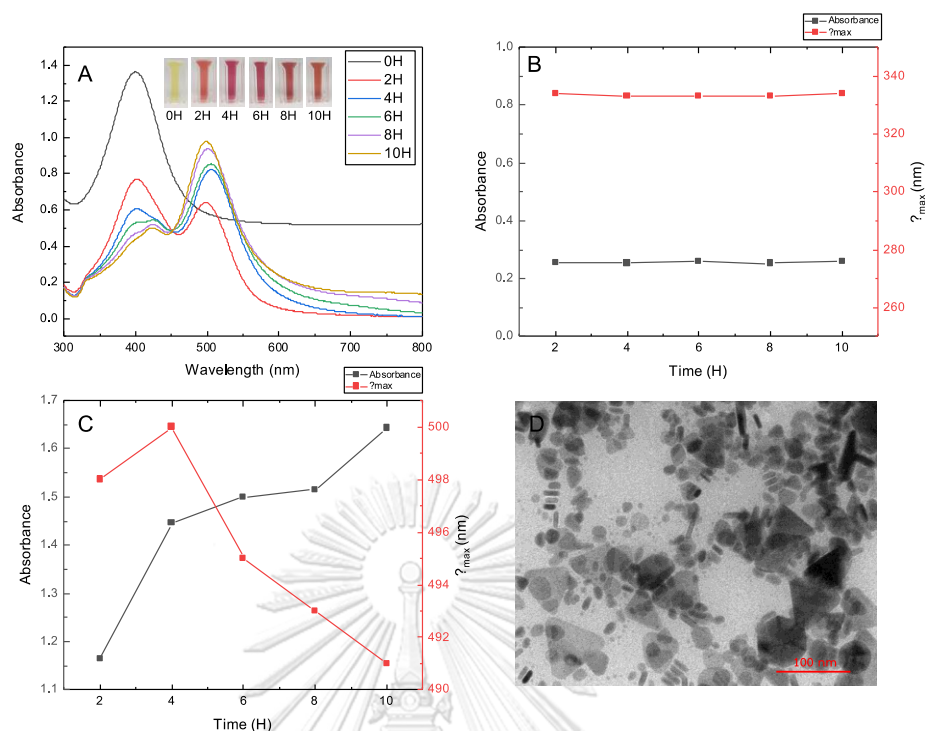 A
0H
2H
4H
6H
8H
10H
0H 2H 4H 6H 8H 10H
1.4
1.2
1.0
0.8
0.6
0.4
0.2
0.0
300 400 500 600 700 800
Absorbance
Wavelength (nm)
Absorbance
?max
B
1.0
0.8
0.6
0.4
0.2
0.0
340
320
300
280
260
2 4 6 8 10
Absorbance
?max (nm)
Time (H)
Absorbance
?max
C
1.7
1.6
1.5
1.4
1.3
1.2
1.1
500
498
496
494
493
491
490
2 4 6 8 10
Absorbance
?max (nm)
Time (H)
D
100 nm